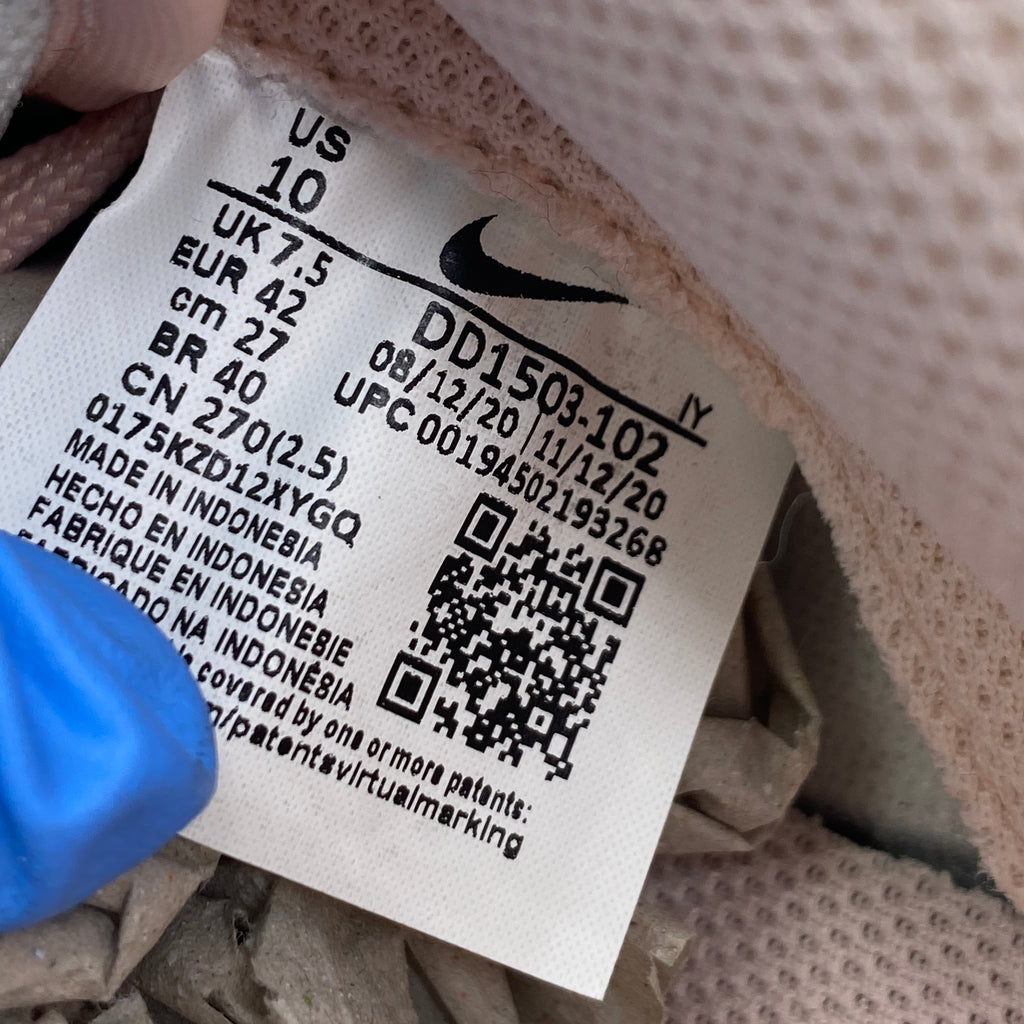 US
10
UK 7.5
EUR 42
cm 27
BR 40
CN 270(2.5)
0175KZD12XYGQ
MADE IN INDONESIA
HECHO EN INDONESIA
FABRIQUE EN INDONESIE
NA INDONÉSIA
covered by one or more patents:
/patentsvirtualmarking
IY
DD1503-102
08/12/20 | 11/12/20
UPC 00194502193268